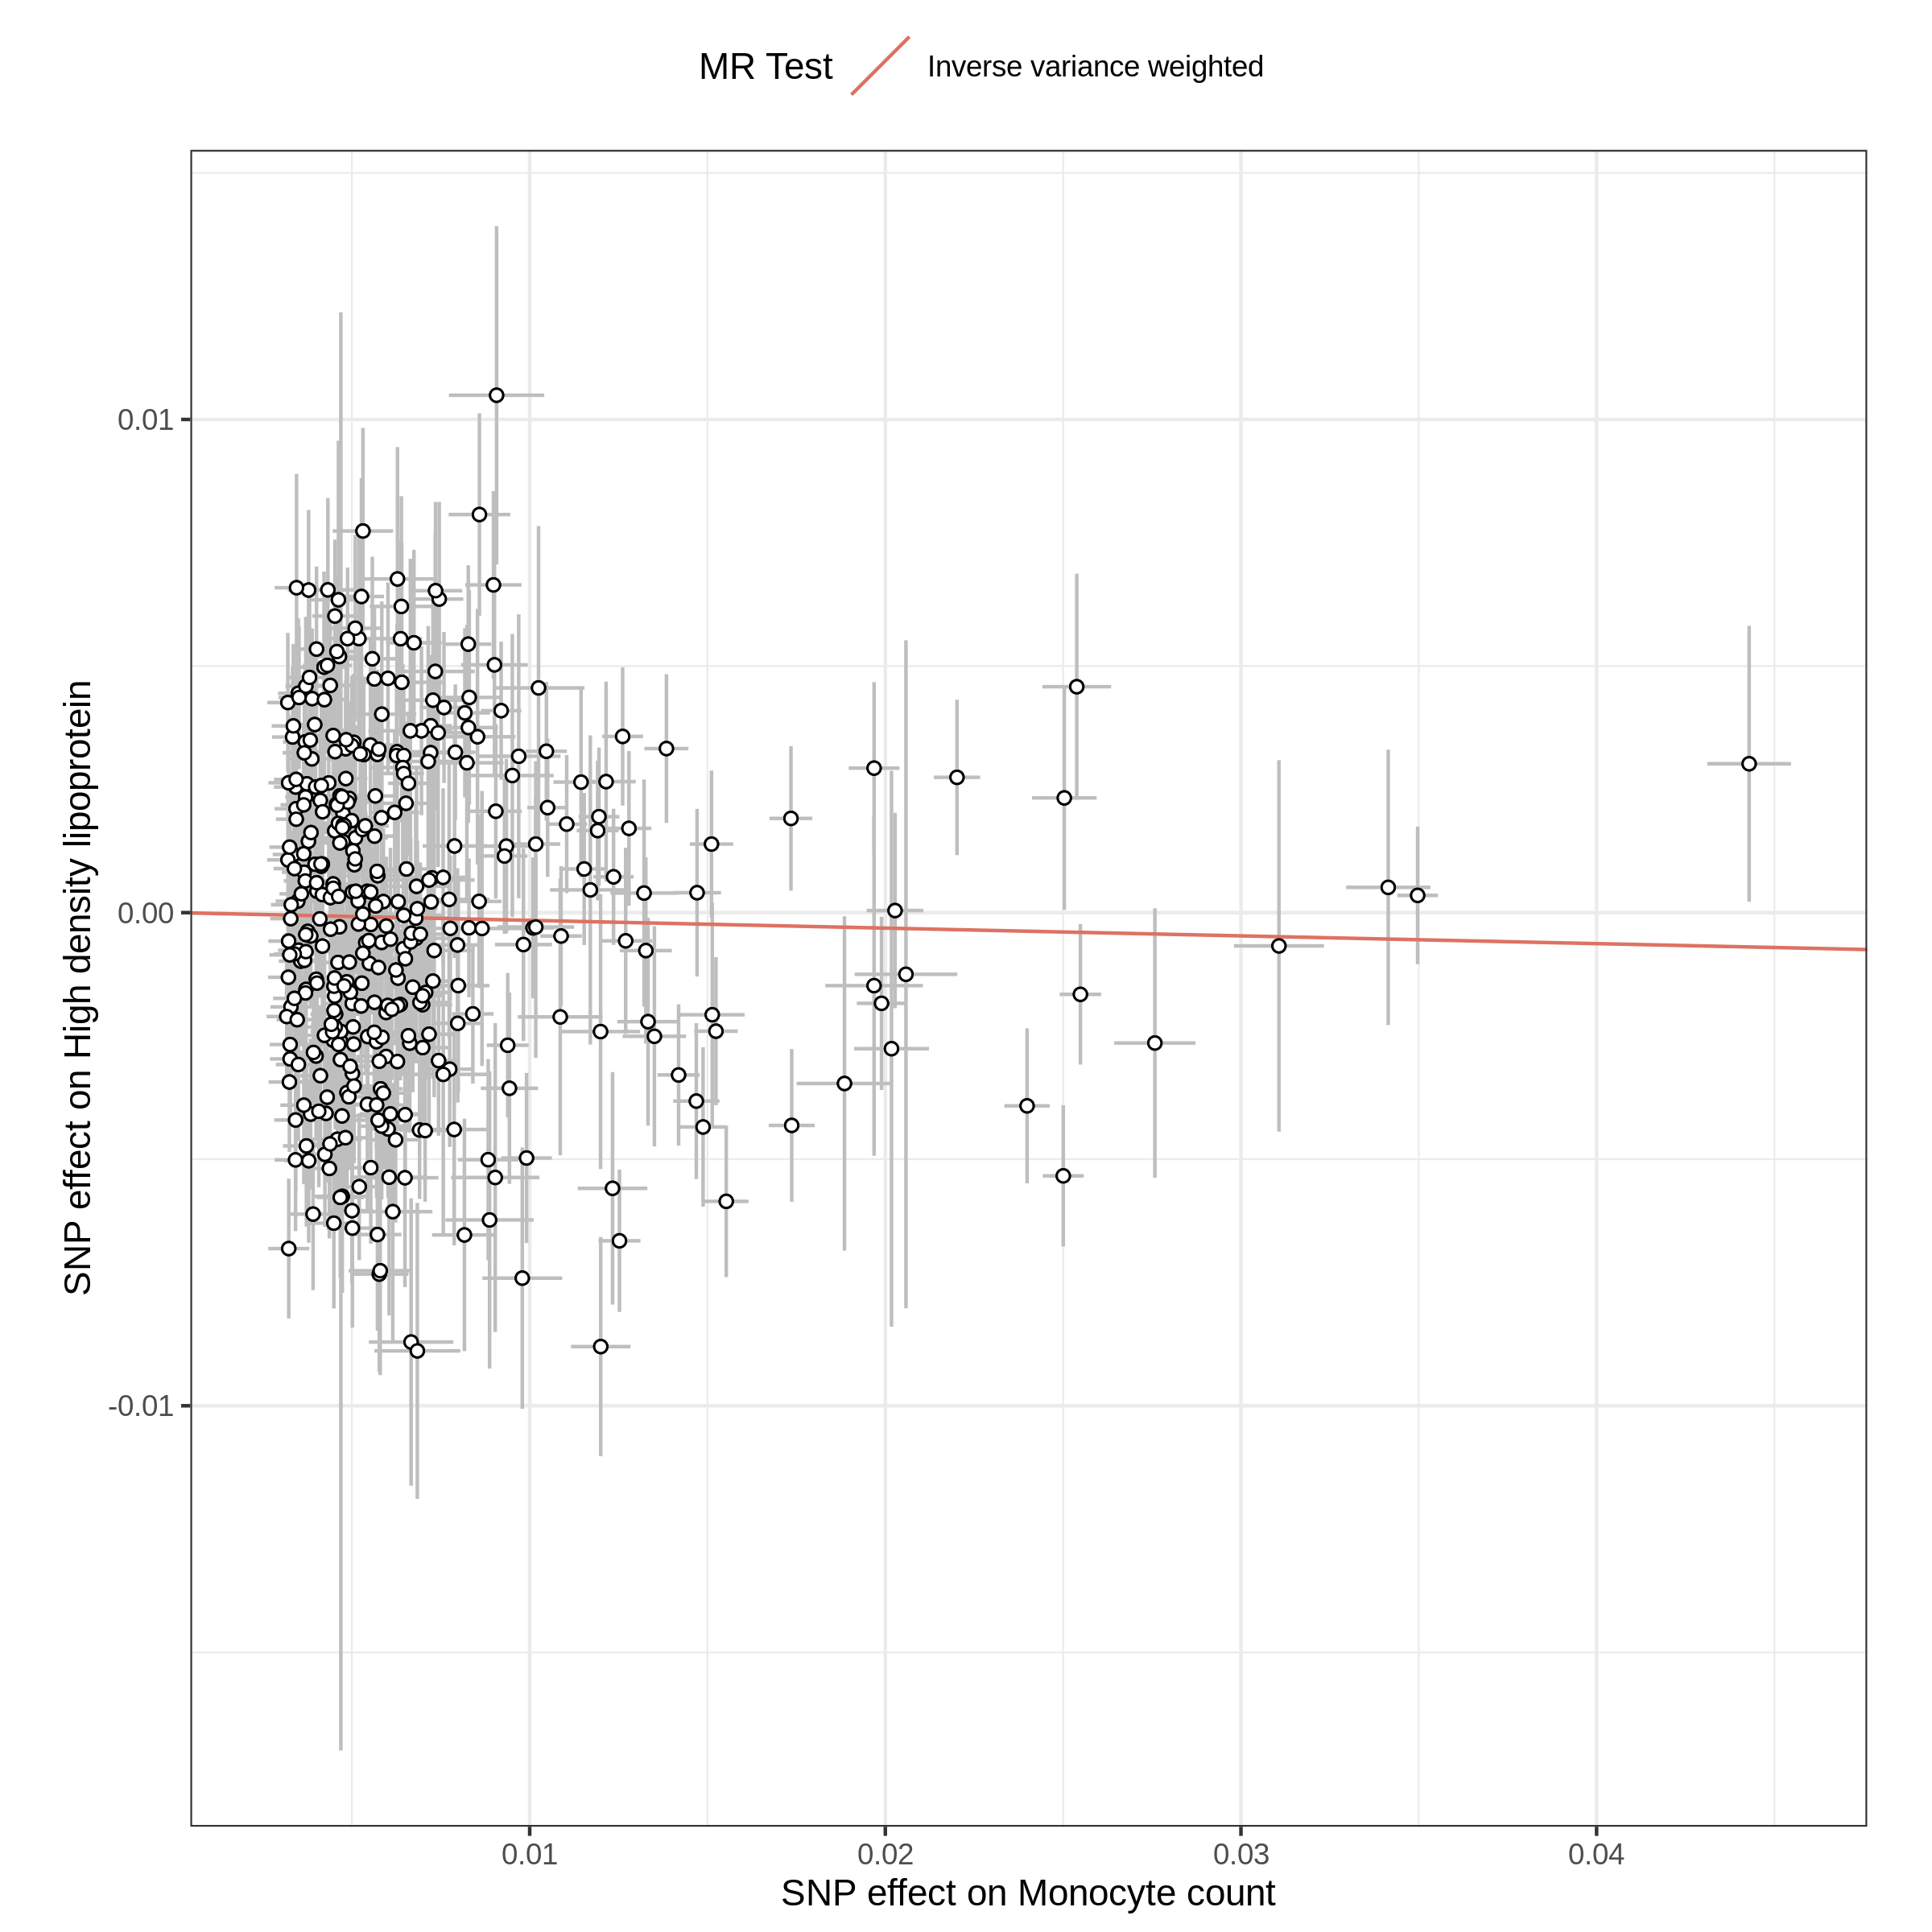 MR Test
Inverse variance weighted
SNP effect on High density lipoprotein
0.01
0.00
-0.01
0.01
0.02
0.03
0.04
SNP effect on Monocyte count